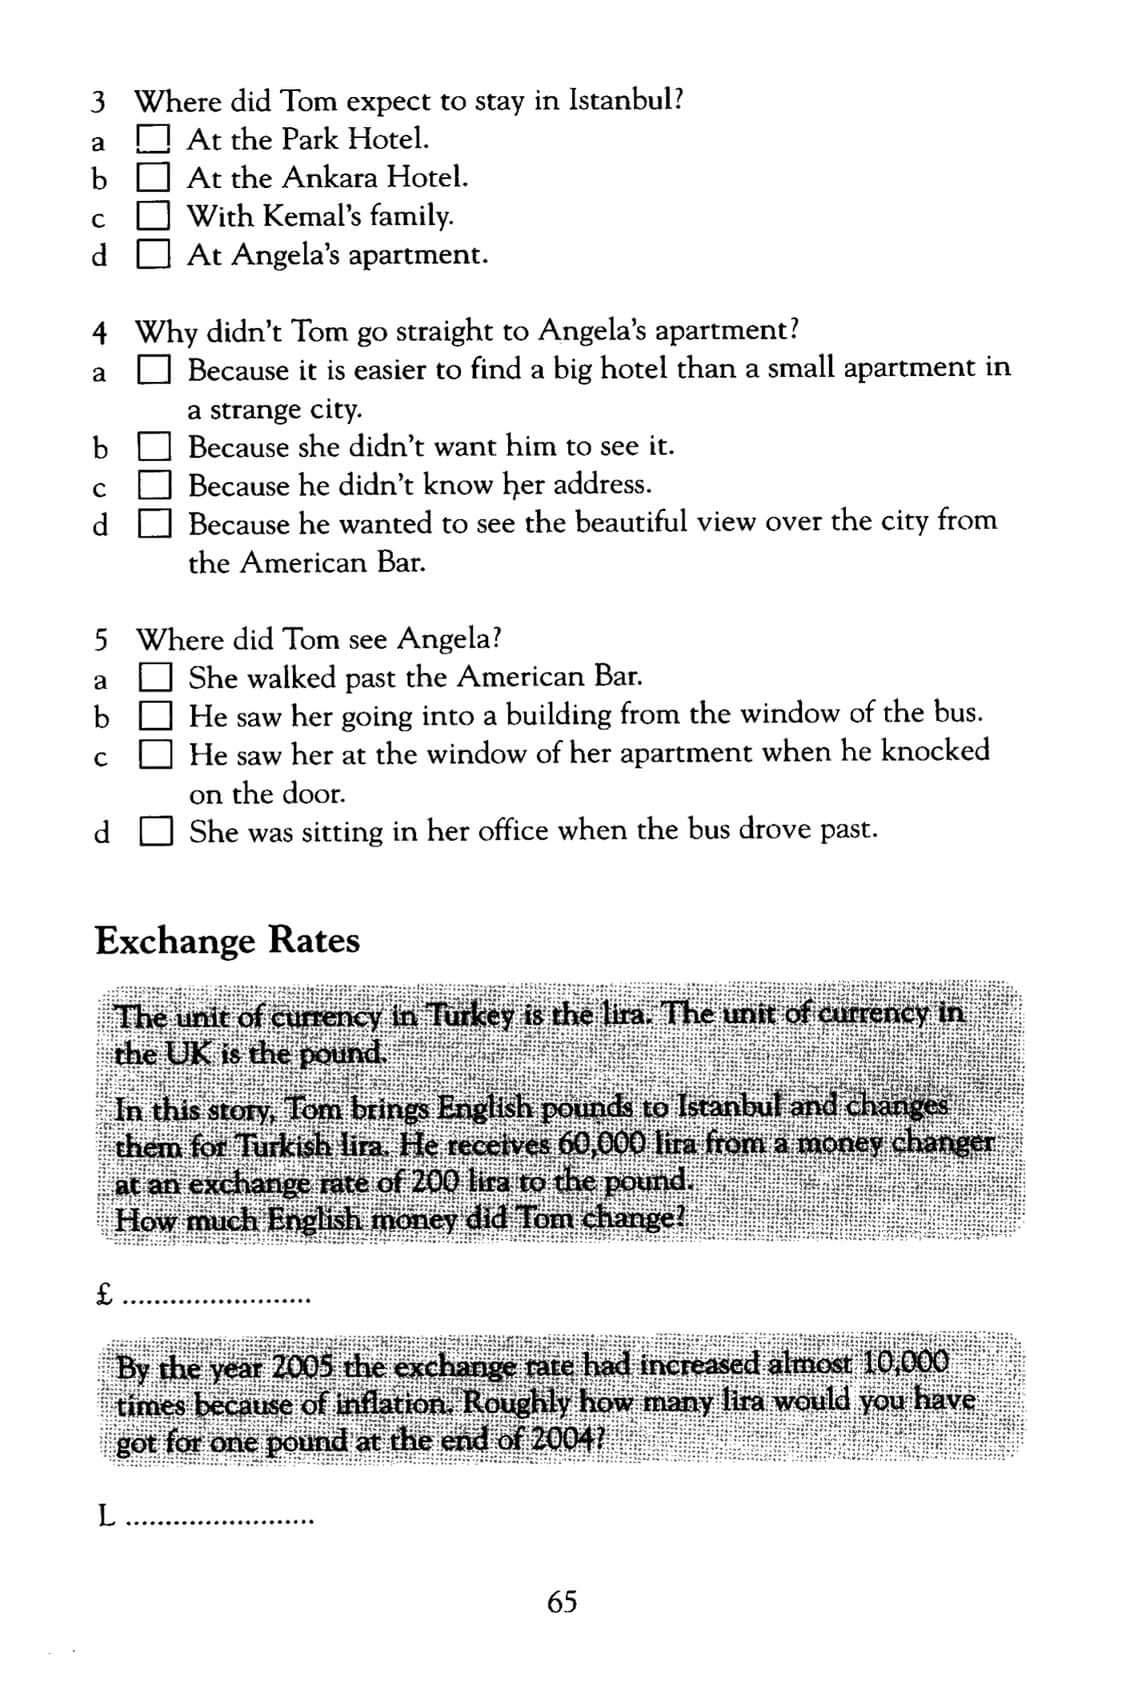 3 Where did Tom expect to stay in Istanbul?
a □ At the Park Hotel.
b □ At the Ankara Hotel.
c □ With Kemal's family.
d □ At Angela's apartment.
4 Why didn't Tom go straight to Angela's apartment?
a □ Because it is easier to find a big hotel than a small apartment in
a strange city.
b □ Because she didn't want him to see it.
c □ Because he didn't know her address.
d □ Because he wanted to see the beautiful view over the city from
the American Bar.
5 Where did Tom see Angela?
a □ She walked past the American Bar.
b □ He saw her going into a building from the window of the bus.
c □ He saw her at the window of her apartment when he knocked
on the door.
d □ She was sitting in her office when the bus drove past.
Exchange Rates
The unit of currency in Turkey is the lira. The unit of currency in
the UK is the pound.
In this story, Tom brings English pounds to Istanbul and changes
them for Turkish lira. He receives 60,000 lira from a money changer
at an exchange rate of 200 lira to the pound.
How much English money did Tom change?
£ ........................
By the year 2005 the exchange rate had increased almost 10,000
times because of inflation. Roughly how many lira would you have
got for one pound at the end of 2004?
L ........................
65